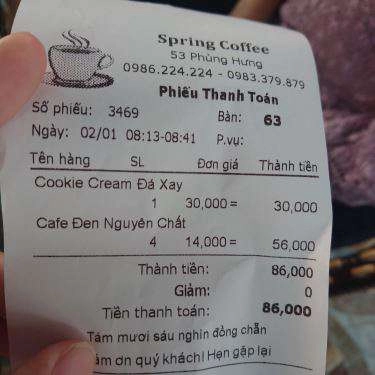 Spring Coffee
53 Phùng Hưng
0986.224.224 - 0983.379.879
Phiếu Thanh Toán
Số phiếu: 3469 Bàn: 63
Ngày: 02/01 08:13-08:41 P.vụ:
Tên hàng SL Đơn giá Thành tiền
Cookie Cream Đá Xay
1 30,000= 30,000
Cafe Đen Nguyên Chất
4 14,000= 56,000
Thành tiền: 86,000
Giảm: 0
Tiền thanh toán: 86,000
Tám mươi sáu nghìn đồng chẵn
ơn quý khách! Hẹn gặp lại